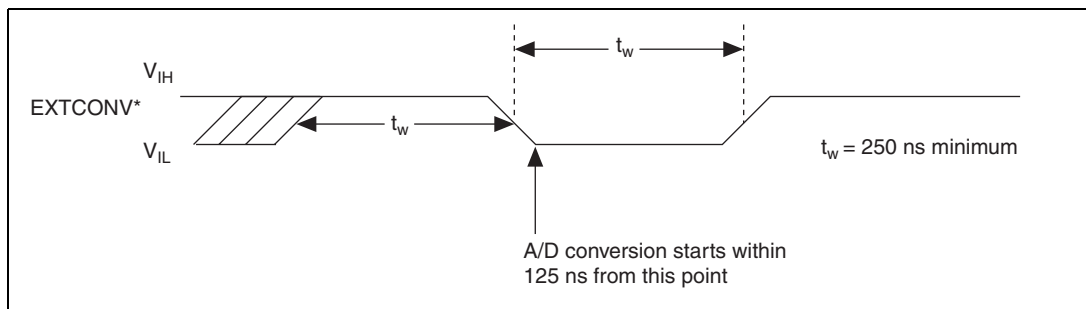 t_w
V_IH
EXTCONV*
t_w
V_IL
t_w = 250 ns minimum
A/D conversion starts within
125 ns from this point